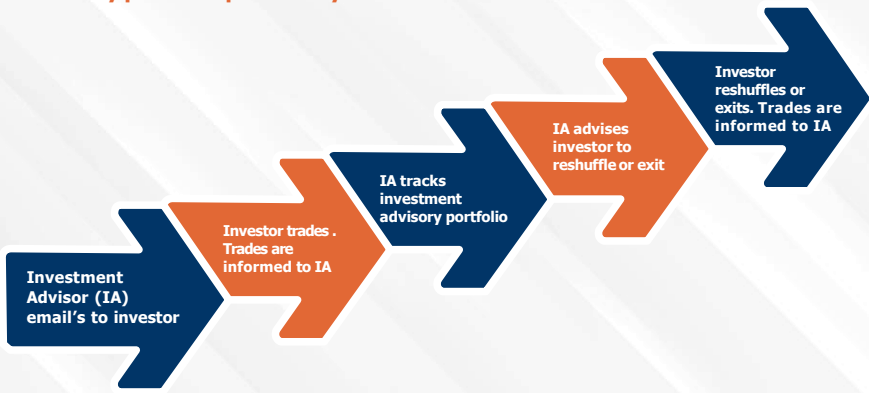 Investment
Advisor (IA)
email's to investor
Investor trades .
Trades are
informed to IA
IA tracks
investment
advisory portfolio
IA advises
investor to
reshuffle or exit
Investor
reshuffles or
exits. Trades are
informed to IA